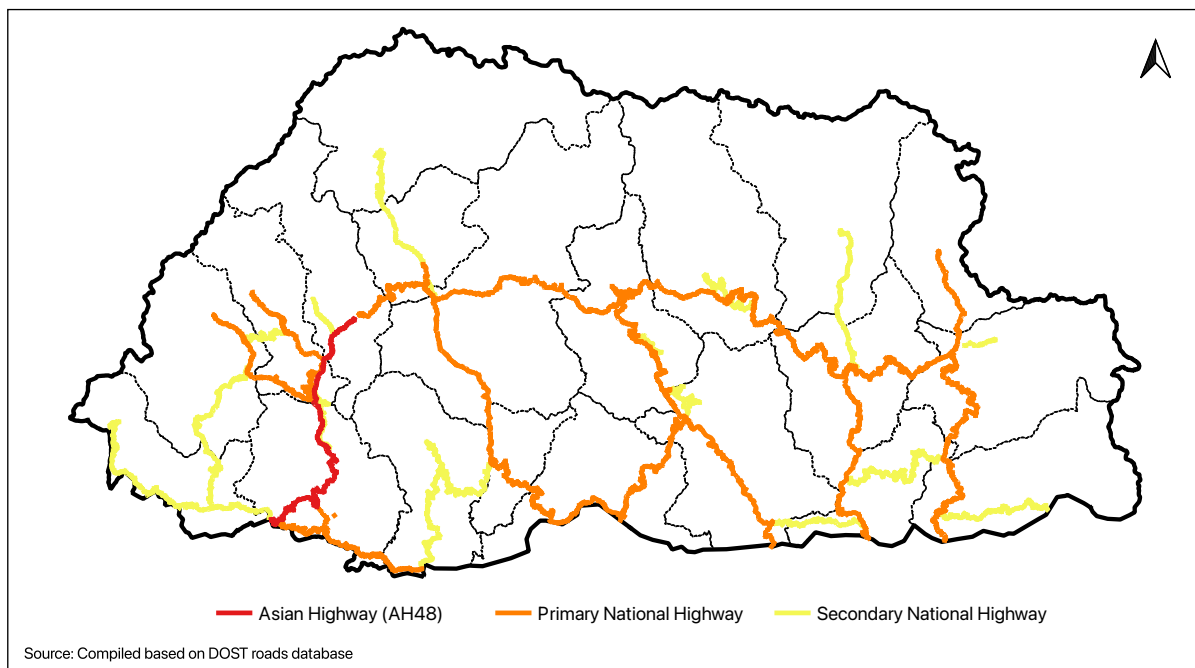 Asian Highway (AH48) Primary National Highway Secondary National Highway
Source: Compiled based on DOST roads database